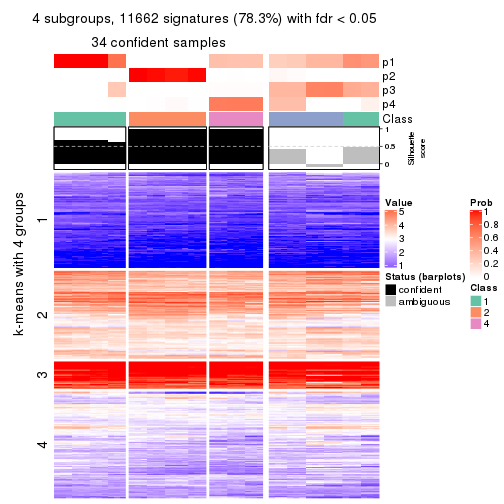 4 subgroups, 11662 signatures (78.3%) with fdr < 0.05
34 confident samples
p1
p2
p3
p4
Class
1
0.5
0
Silhouette
score
k-means with 4 groups
1
2
3
4
Value
5
4
3
2
1
Status (barplots)
confident
ambiguous
Prob
1
0.8
0.6
0.4
0.2
0
Class
1
2
4